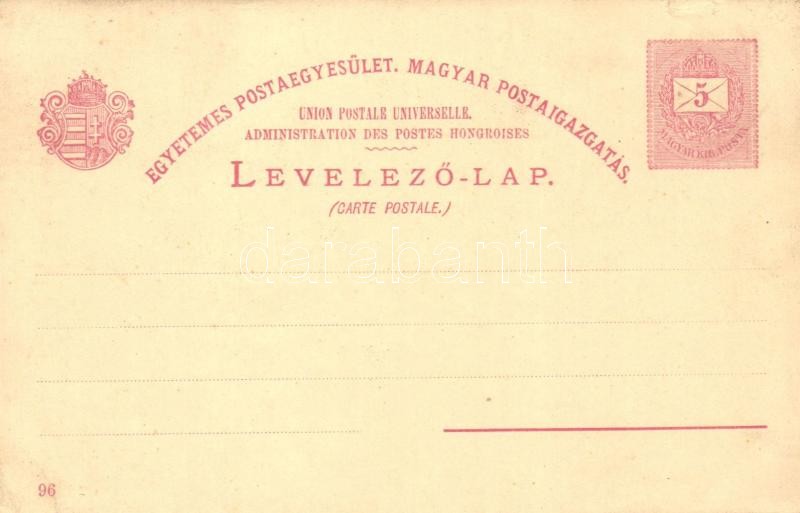 EGYETEMES POSTAEGYESÜLET. MAGYAR POSTAIGAZGATÁS.
UNION POSTALE UNIVERSELLE.
ADMINISTRATION DES POSTES HONGROISES
LEVELEZŐ-LAP.
(CARTE POSTALE.)
5
MAGYAR KIR. POSTA
darabanth
96